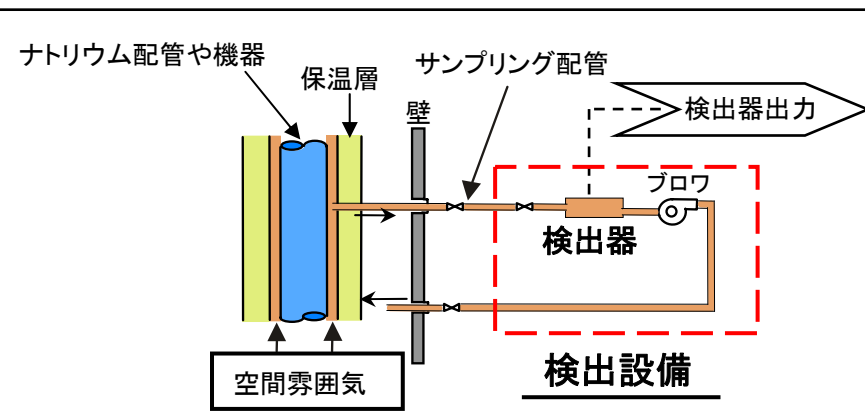 ナトリウム配管や機器
サンプリング配管
保温層
壁
検出器出力
ブロワ
検出器
空間雰囲気
検出設備